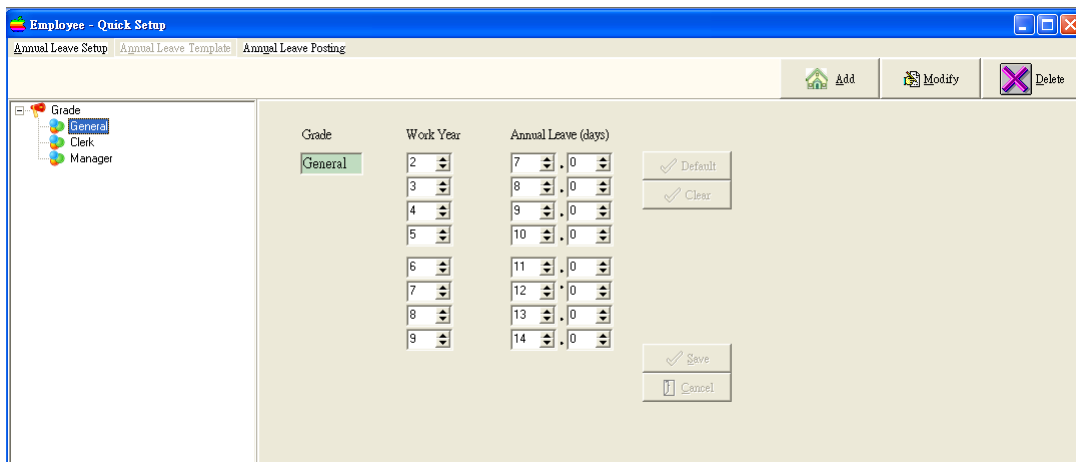 Employee - Quick Setup
Annual Leave Setup Annual Leave Template Annual Leave Posting
Add Modify Delete
Grade
General
Clerk
Manager
Grade Work Year Annual Leave (days)
General 2 7 . 0 Default
3 8 . 0 Clear
4 9 . 0
5 10 . 0
6 11 . 0
7 12 . 0
8 13 . 0
9 14 . 0
Save
Cancel